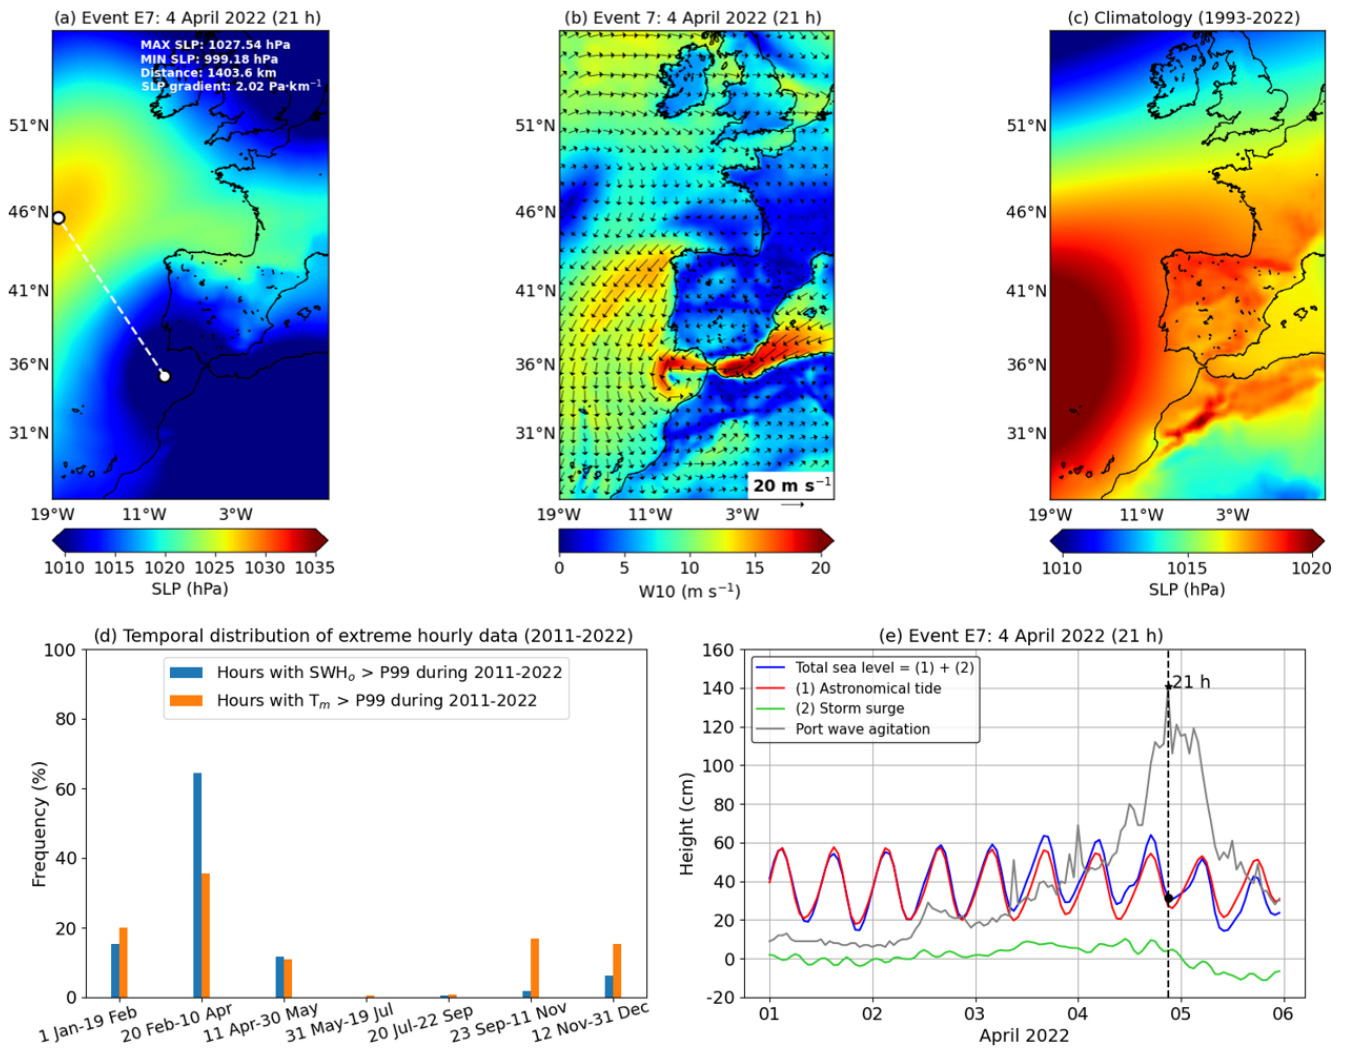 (a) Event E7: 4 April 2022 (21 h)
MAX SLP: 1027.54 hPa
MIN SLP: 999.18 hPa
Distance: 1403.6 km
SLP gradient: 2.02 Pa·km⁻¹
51°N
46°N
41°N
36°N
31°N
19°W 11°W 3°W
1010 1015 1020 1025 1030 1035
SLP (hPa)
(b) Event 7: 4 April 2022 (21 h)
51°N
46°N
41°N
36°N
31°N
20 m s⁻¹
19°W 11°W 3°W
0 5 10 15 20
W10 (m s⁻¹)
(c) Climatology (1993-2022)
51°N
46°N
41°N
36°N
31°N
19°W 11°W 3°W
1010 1015 1020
SLP (hPa)
(d) Temporal distribution of extreme hourly data (2011-2022)
Hours with SWHₒ > P99 during 2011-2022
Hours with Tₘ > P99 during 2011-2022
Frequency (%)
100
80
60
40
20
0
1 Jan-19 Feb
20 Feb-10 Apr
11 Apr-30 May
31 May-19 Jul
20 Jul-22 Sep
23 Sep-11 Nov
12 Nov-31 Dec
(e) Event E7: 4 April 2022 (21 h)
Total sea level = (1) + (2)
(1) Astronomical tide
(2) Storm surge
Port wave agitation
21 h
Height (cm)
160
140
120
100
80
60
40
20
0
-20
01 02 03 04 05 06
April 2022